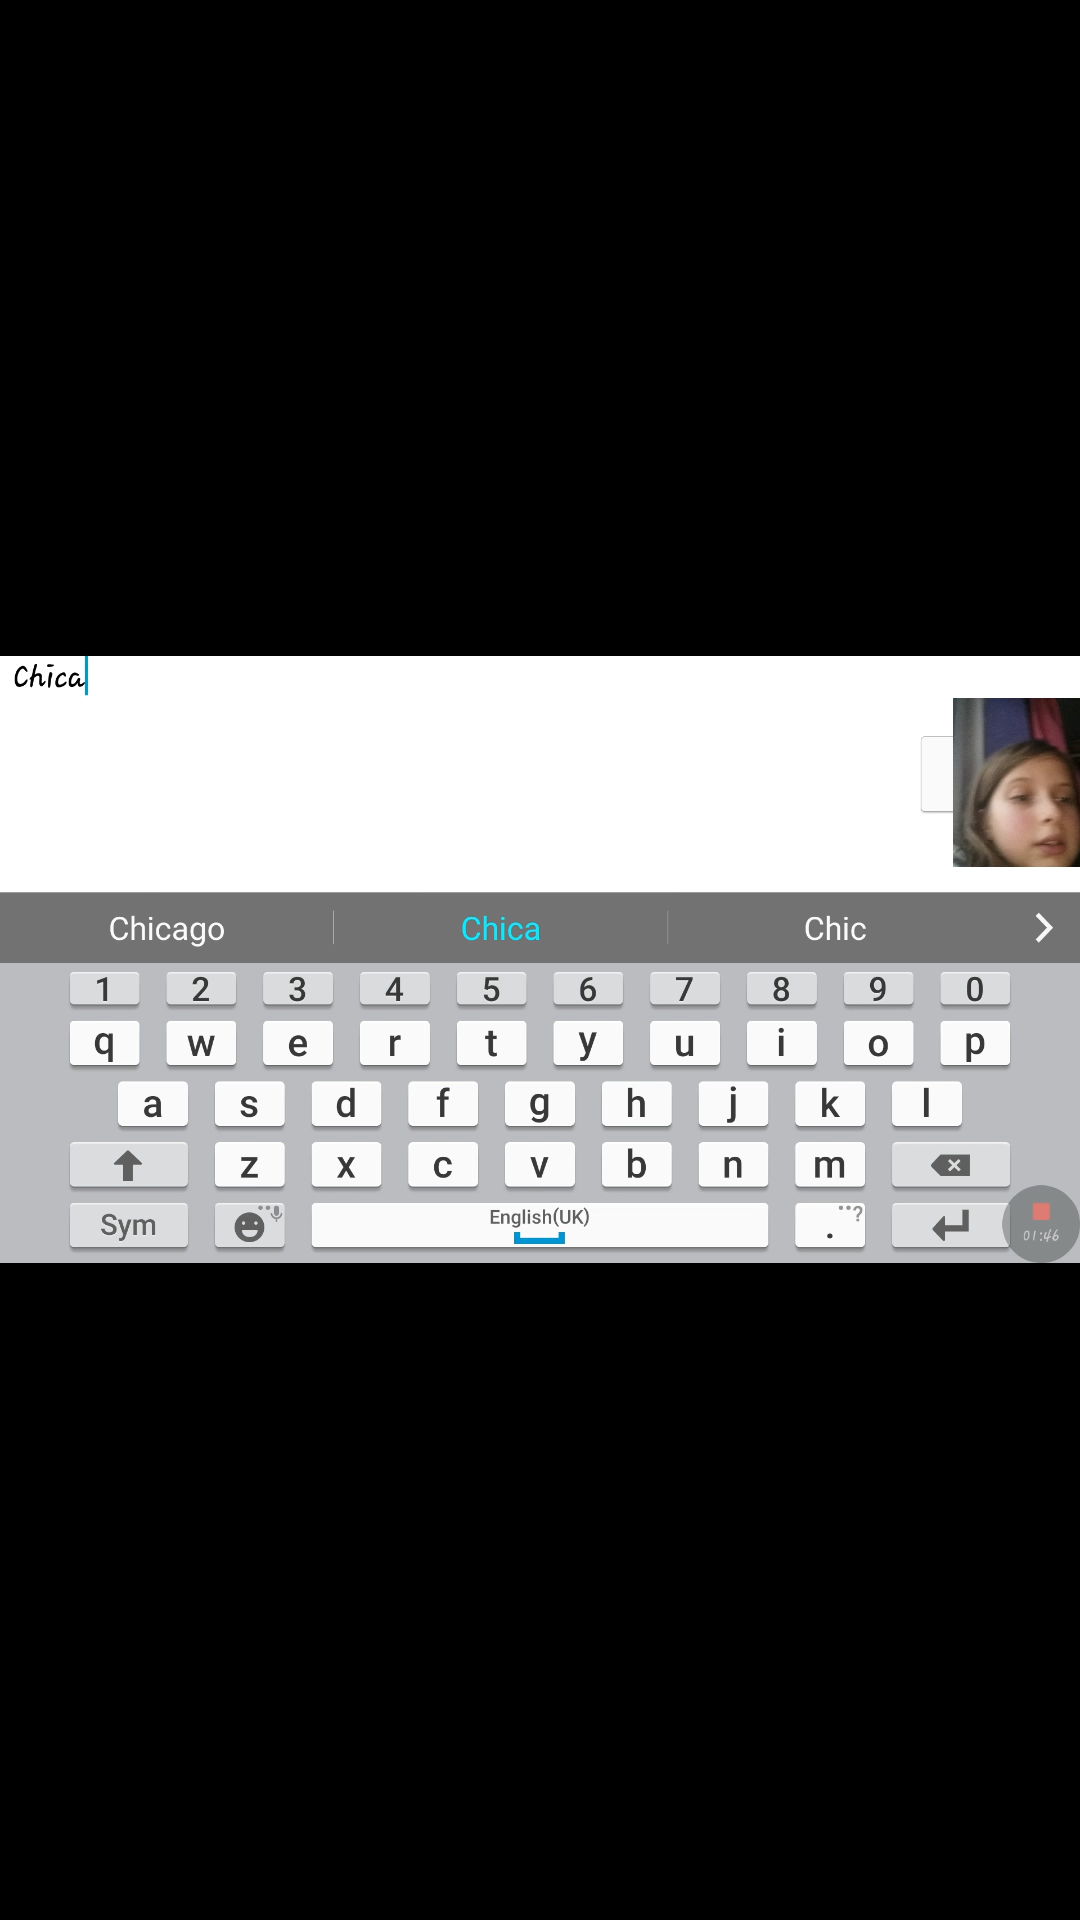 Chica
Chicago Chica Chic
1 2 3 4 5 6 7 8 9 0
q w e r t y u i o p
a s d f g h j k l
z x c v b n m
Sym English(UK) . ?
01:46